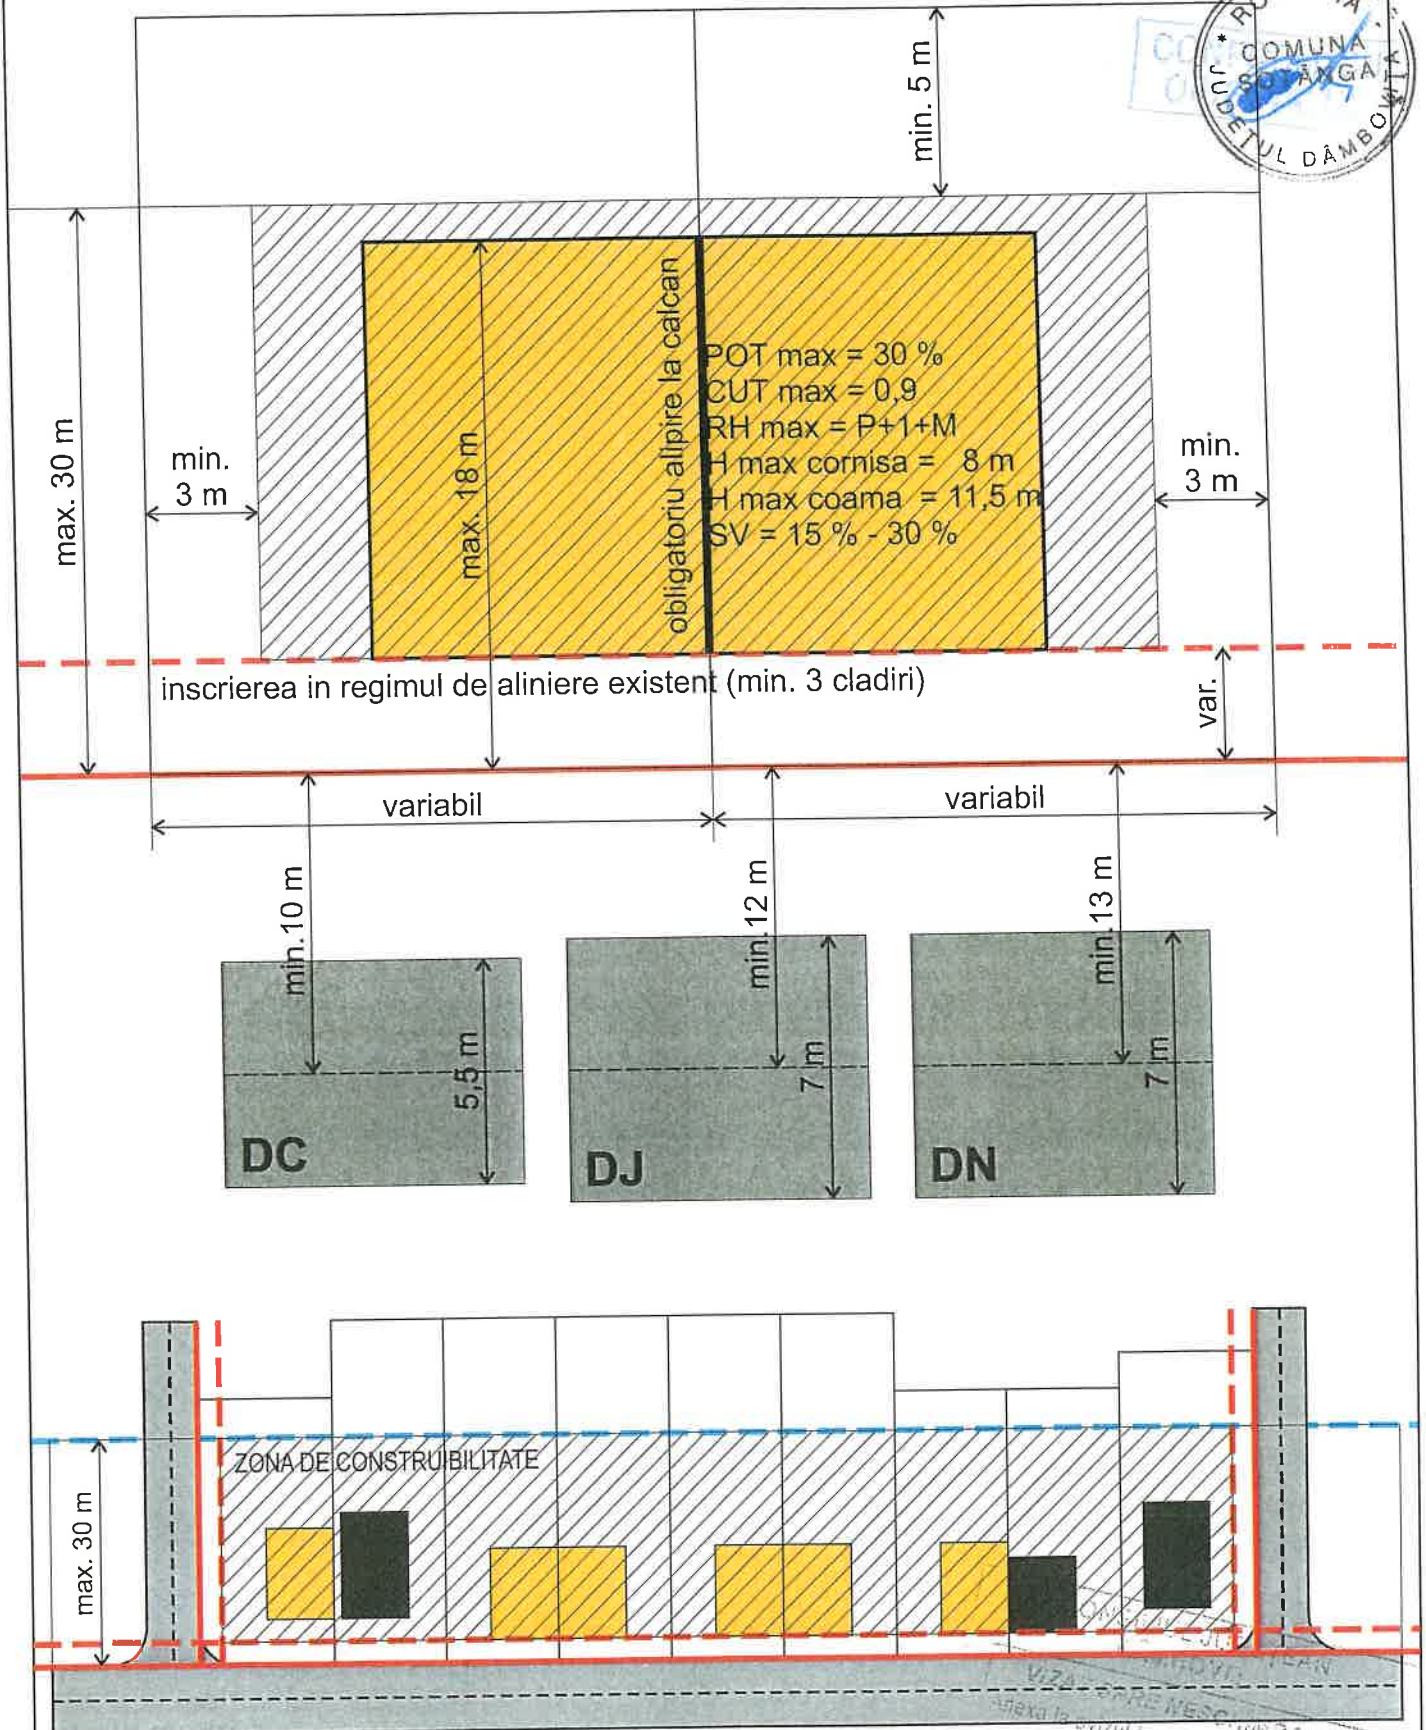 min. 5 m
COMUNA
ȘOTÂNGA
JUDEȚUL DÂMBOVIȚA
max. 30 m
min.
3 m
max. 18 m
obligatoriu alipire la calcan
POT max = 30 %
CUT max = 0,9
RH max = P+1+M
H max cornisa = 8 m
H max coama = 11,5 m
SV = 15 % - 30 %
min.
3 m
inscrierea in regimul de aliniere existent (min. 3 cladiri)
var.
variabil
variabil
min.10 m
min.12 m
min.13 m
5,5 m
7 m
7 m
DC
DJ
DN
ZONA DE CONSTRUIBILITATE
max. 30 m